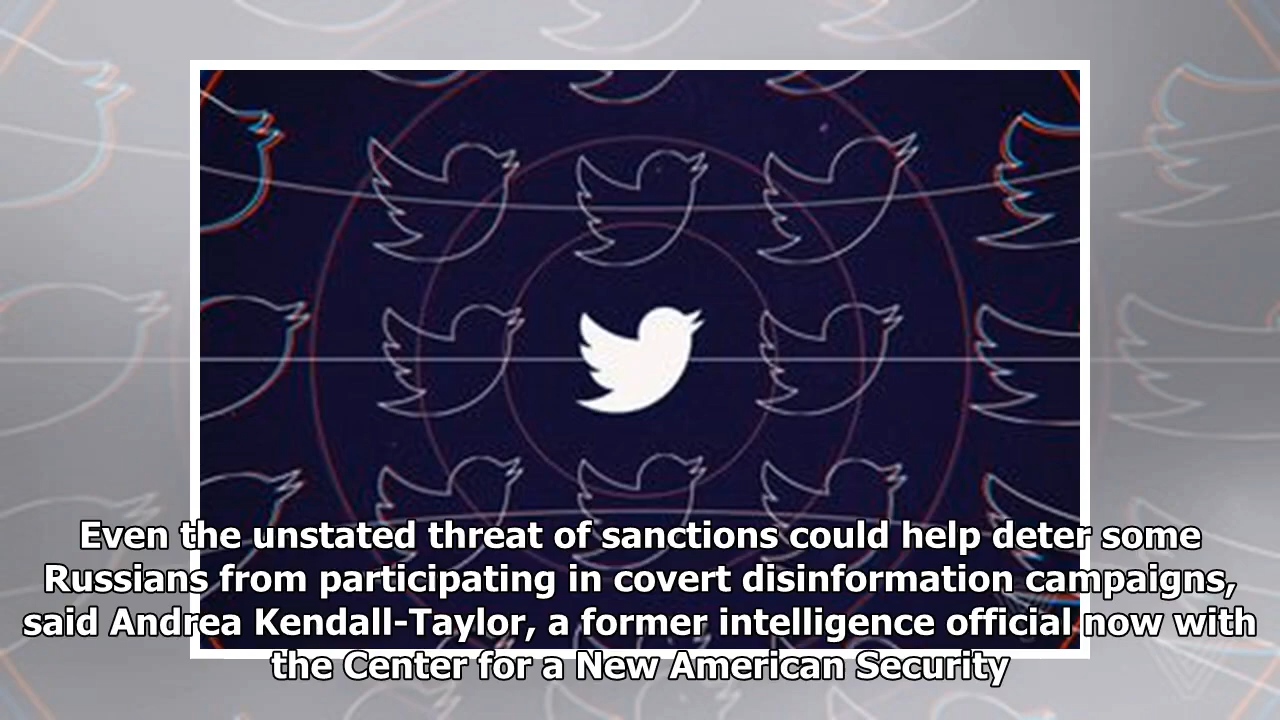 Even the unstated threat of sanctions could help deter some
Russians from participating in covert disinformation campaigns,
said Andrea Kendall-Taylor, a former intelligence official now with
the Center for a New American Security